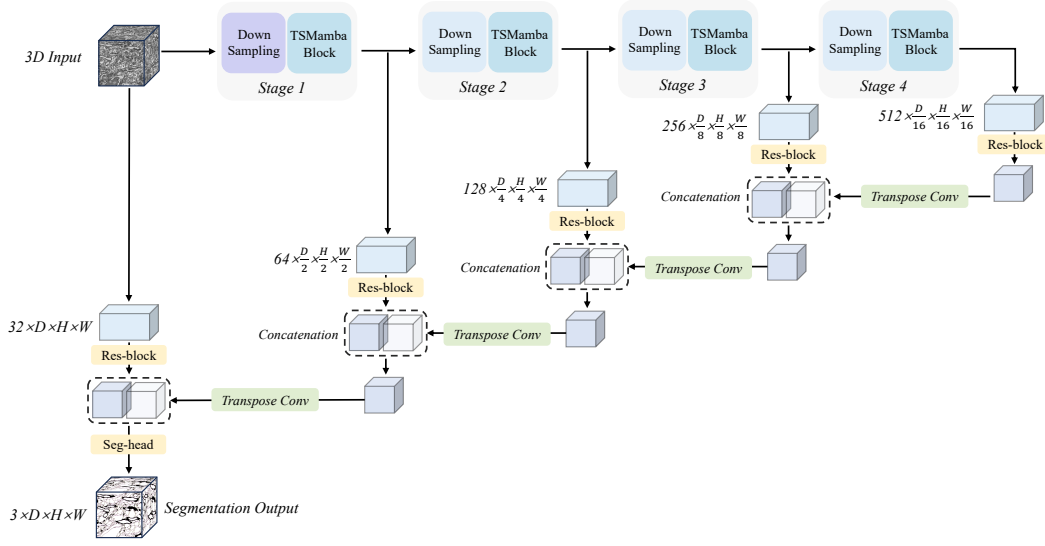 3D Input
Down Sampling
TSMamba Block
Stage 1
Down Sampling
TSMamba Block
Stage 2
Down Sampling
TSMamba Block
Stage 3
Down Sampling
TSMamba Block
Stage 4
512 × D/16 × H/16 × W/16
Res-block
256 × D/8 × H/8 × W/8
Res-block
Concatenation
Transpose Conv
128 × D/4 × H/4 × W/4
Res-block
Concatenation
Transpose Conv
64 × D/2 × H/2 × W/2
Res-block
Concatenation
Transpose Conv
32×D×H×W
Res-block
Transpose Conv
Seg-head
3×D×H×W
Segmentation Output